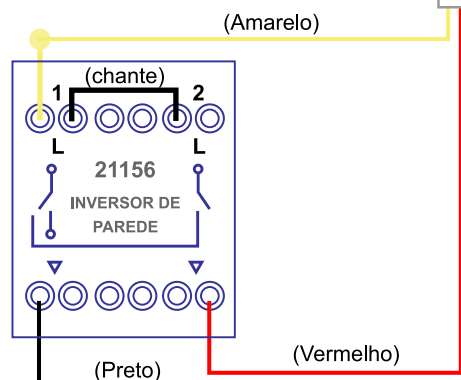 (Amarelo)
(chante)
1
2
L
L
21156
INVERSOR DE
PAREDE
(Vermelho)
(Preto)